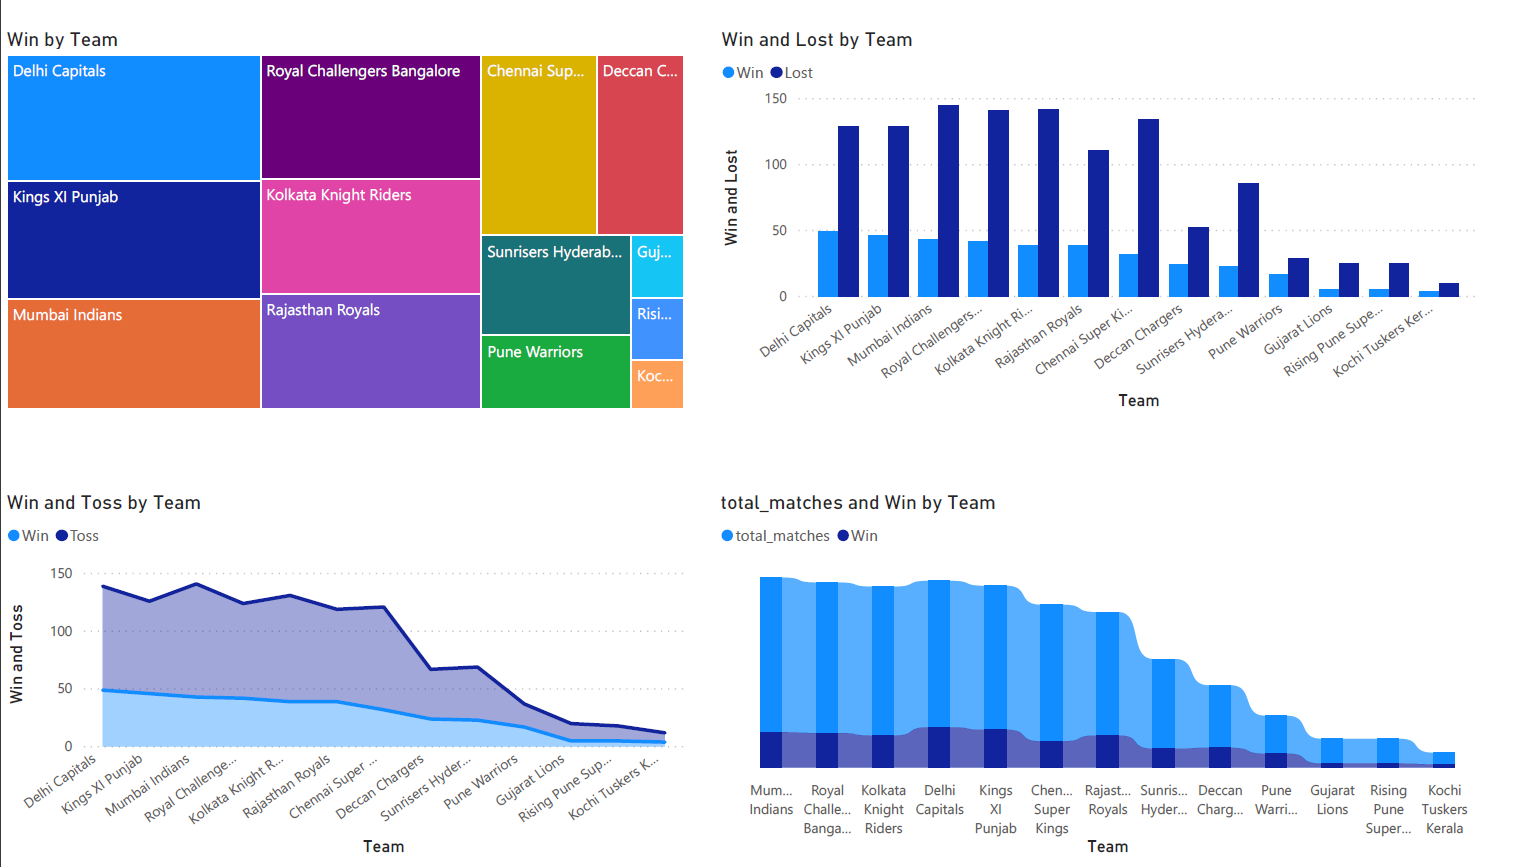 Win by Team
Delhi Capitals
Kings XI Punjab
Mumbai Indians
Royal Challengers Bangalore
Kolkata Knight Riders
Rajasthan Royals
Chennai Sup...
Deccan C...
Sunrisers Hyderab...
Pune Warriors
Guj...
Risi...
Koc...
Win and Lost by Team
Win Lost
Win and Lost
150
100
50
0
Delhi Capitals
Kings XI Punjab
Mumbai Indians
Royal Challengers...
Kolkata Knight Ri...
Rajasthan Royals
Chennai Super Ki...
Deccan Chargers
Sunrisers Hydera...
Pune Warriors
Gujarat Lions
Rising Pune Supe...
Kochi Tuskers Ker...
Team
Win and Toss by Team
Win Toss
Win and Toss
150
100
50
0
Delhi Capitals
Kings XI Punjab
Mumbai Indians
Royal Challenge...
Kolkata Knight R...
Rajasthan Royals
Chennai Super ...
Deccan Chargers
Sunrisers Hyder...
Pune Warriors
Gujarat Lions
Rising Pune Sup...
Kochi Tuskers K...
Team
total_matches and Win by Team
total_matches Win
Mum...
Indians
Royal
Challe...
Banga...
Kolkata
Knight
Riders
Delhi
Capitals
Kings
XI
Punjab
Chen...
Super
Kings
Rajast...
Royals
Sunris...
Hyder...
Deccan
Charg...
Pune
Warri...
Gujarat
Lions
Rising
Pune
Super...
Kochi
Tuskers
Kerala
Team